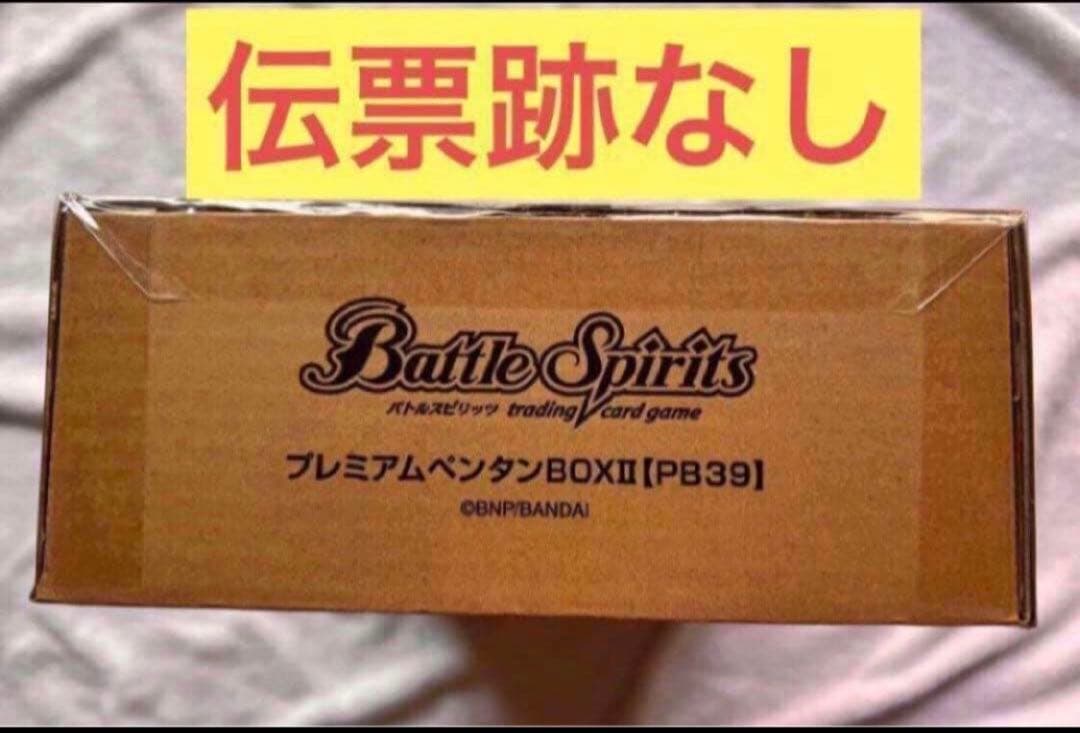 伝票跡なし
Battle Spirits
バトルスピリッツ trading card game
プレミアムペンタンBOXⅡ【PB39】
©BNP/BANDAI